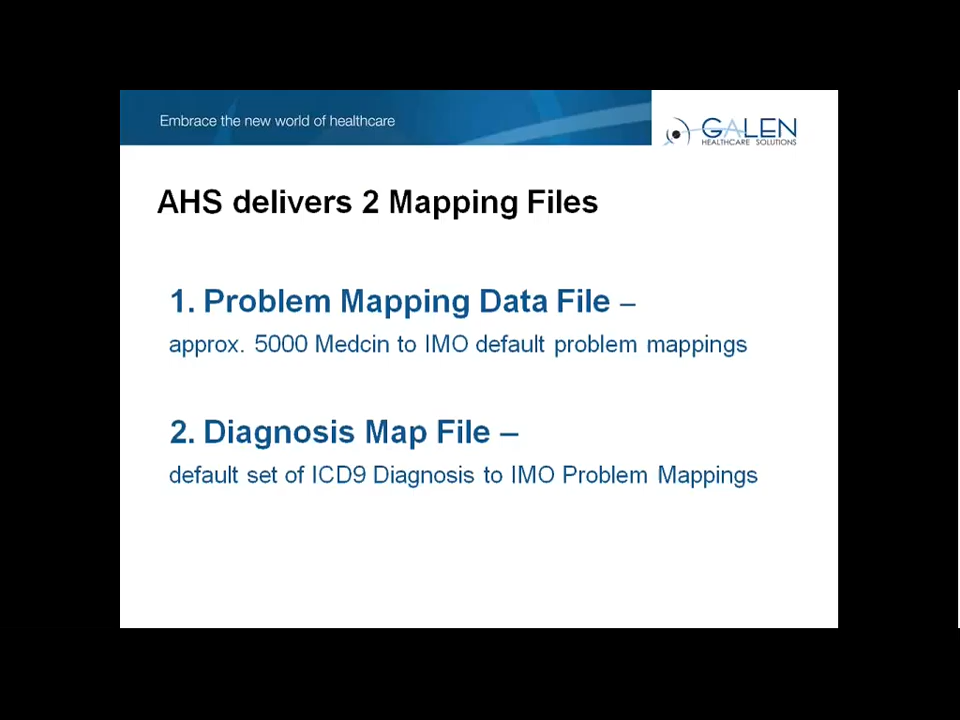 Embrace the new world of healthcare
GALEN
HEALTHCARE SOLUTIONS
AHS delivers 2 Mapping Files
1. Problem Mapping Data File –
approx. 5000 Medcin to IMO default problem mappings
2. Diagnosis Map File –
default set of ICD9 Diagnosis to IMO Problem Mappings